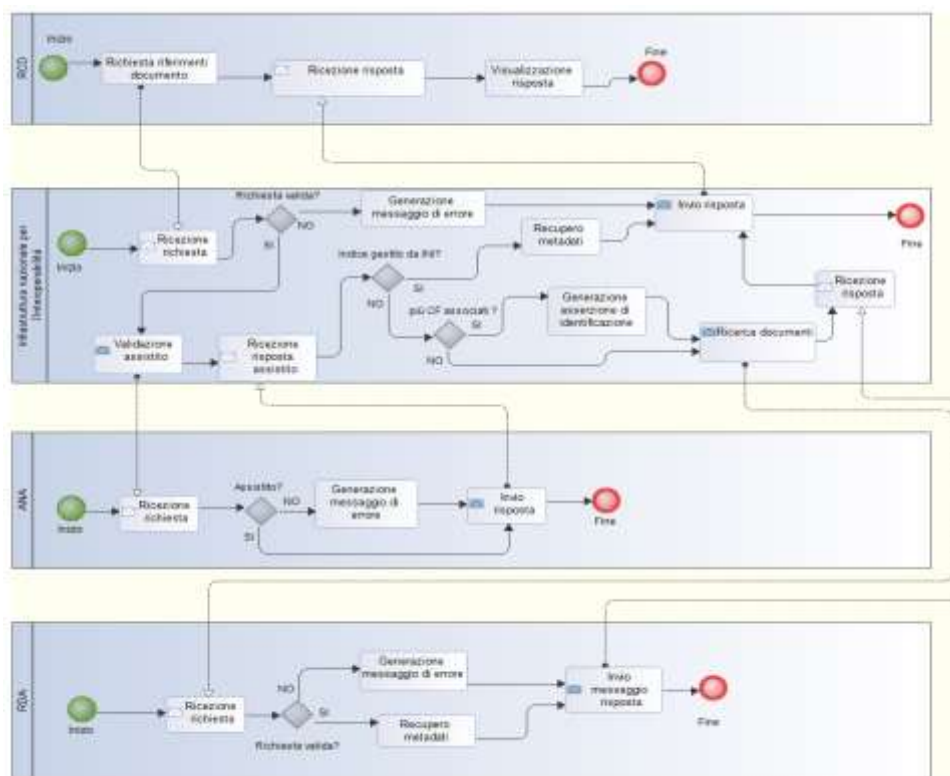 RCD
Inizio
Richiesta riferimenti
documento
Ricezione risposta
Visualizzazione
risposta
Fine
Infrastruttura nazionale per
l'interoperabilità
Inizio
Ricezione
richiesta
Richiesta valida?
NO
SI
Generazione
messaggio di errore
Invio risposta
Fine
Recupero
metadati
Indice gestito da INI?
SI
NO
più CF associati ?
SI
NO
Generazione
asserzione di
identificazione
Ricerca documenti
Ricezione
risposta
Validazione
assistito
Ricezione
risposta
assistito
ANA
Inizio
Ricezione
richiesta
Assistito?
NO
SI
Generazione
messaggio di
errore
Invio
risposta
Fine
RDA
Inizio
Ricezione
richiesta
NO
SI
Richiesta valida?
Generazione
messaggio di errore
Recupero
metadati
Invio
messaggio
risposta
Fine